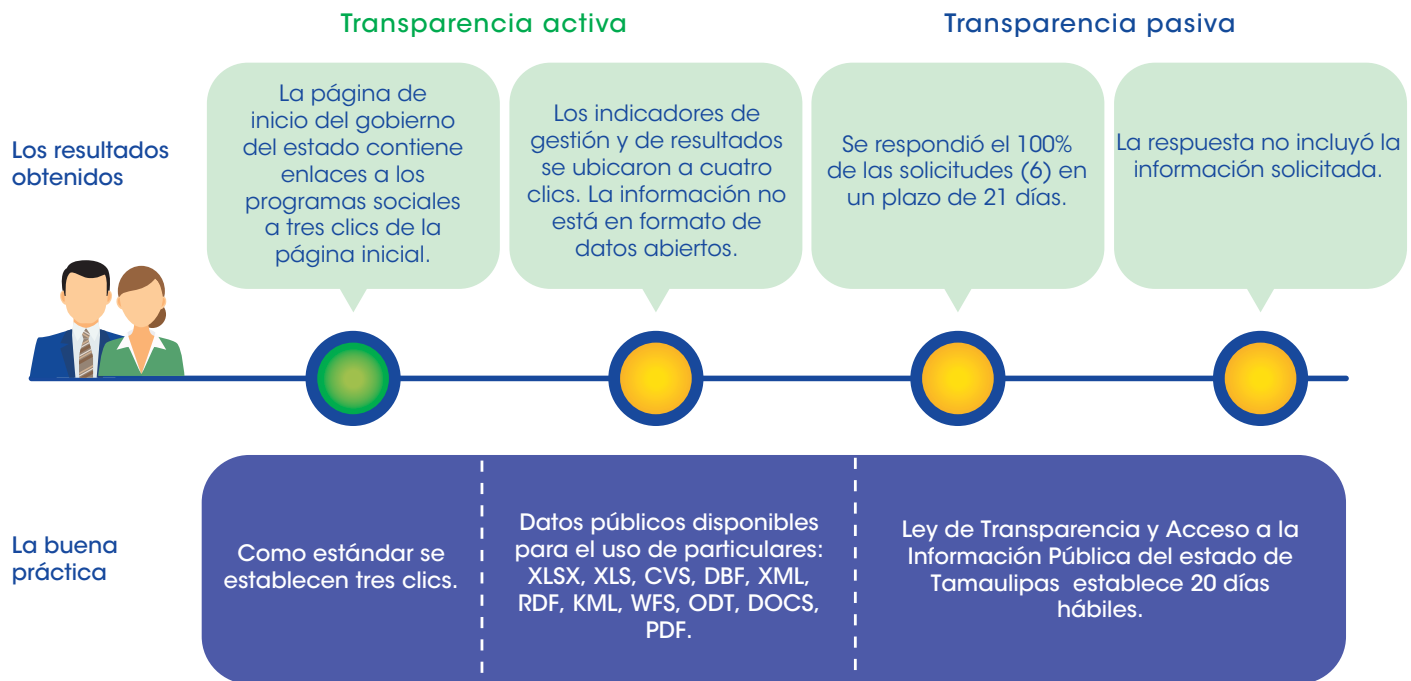 Transparencia activa
Transparencia pasiva
Los resultados
obtenidos
La página de
inicio del gobierno
del estado contiene
enlaces a los
programas sociales
a tres clics de la
página inicial.
Los indicadores de
gestión y de resultados
se ubicaron a cuatro
clics. La información no
está en formato de
datos abiertos.
Se respondió el 100%
de las solicitudes (6) en
un plazo de 21 días.
La respuesta no incluyó la
información solicitada.
La buena
práctica
Como estándar se
establecen tres clics.
Datos públicos disponibles
para el uso de particulares:
XLSX, XLS, CVS, DBF, XML,
RDF, KML, WFS, ODT, DOCS,
PDF.
Ley de Transparencia y Acceso a la
Información Pública del estado de
Tamaulipas establece 20 días
hábiles.